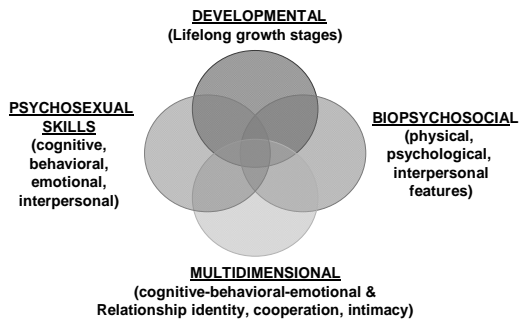 DEVELOPMENTAL
(Lifelong growth stages)
PSYCHOSEXUAL
SKILLS
(cognitive,
behavioral,
emotional,
interpersonal)
BIOPSYCHOSOCIAL
(physical,
psychological,
interpersonal
features)
MULTIDIMENSIONAL
(cognitive-behavioral-emotional &
Relationship identity, cooperation, intimacy)